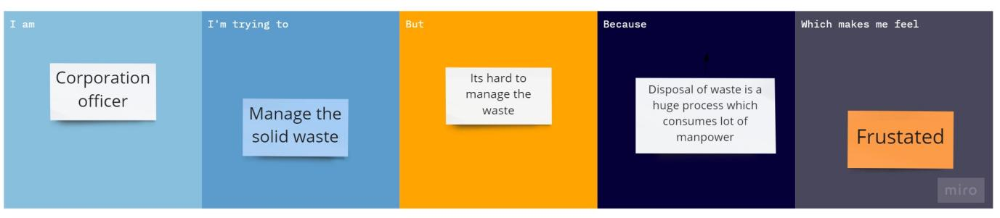 I am
Corporation
officer
I'm trying to
Manage the
solid waste
But
Its hard to
manage the
waste
Because
Disposal of waste is a
huge process which
consumes lot of
manpower
Which makes me feel
Frustated
miro